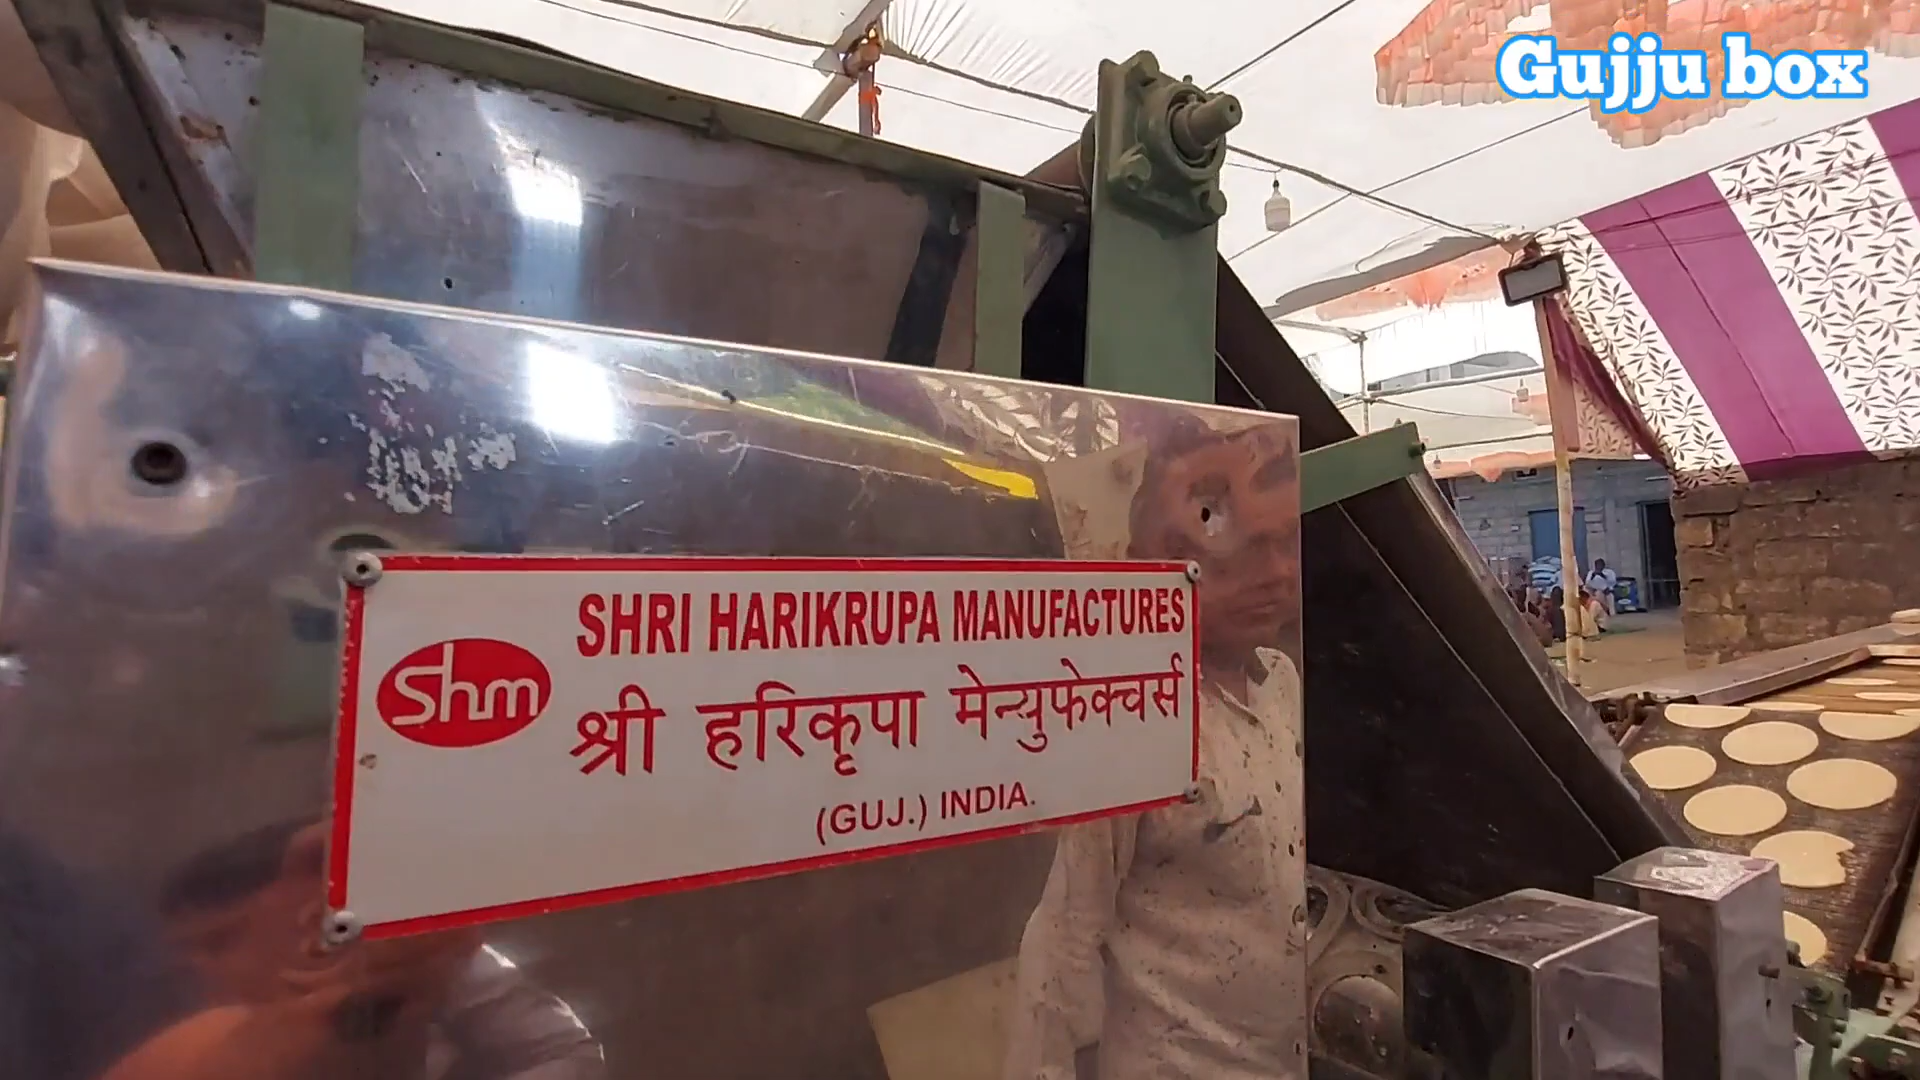 Gujju box
SHRI HARIKRUPA MANUFACTURES
Shm
श्री हरिकृपा मेन्युफेक्चर्स
(GUJ.) INDIA.